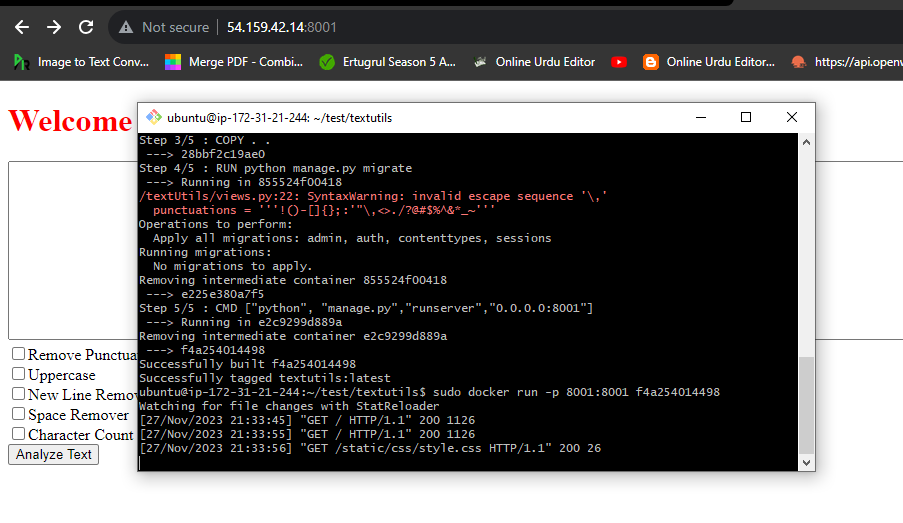 Not secure | 54.159.42.14:8001
Image to Text Conv... Merge PDF - Combi... Ertugrul Season 5 A... Online Urdu Editor Online Urdu Editor... https://api.openv
Welcome
ubuntu@ip-172-31-21-244: ~/test/textutils
Step 3/5 : COPY . .
---> 28bbf2c19ae0
Step 4/5 : RUN python manage.py migrate
---> Running in 855524f00418
/textUtils/views.py:22: SyntaxWarning: invalid escape sequence '\,'
punctuations = '''!()-[]{};:'"\,<>./?@#$%^&*_~'''
Operations to perform:
Apply all migrations: admin, auth, contenttypes, sessions
Running migrations:
No migrations to apply.
Removing intermediate container 855524f00418
---> e225e380a7f5
Step 5/5 : CMD ["python", "manage.py","runserver","0.0.0.0:8001"]
---> Running in e2c9299d889a
Removing intermediate container e2c9299d889a
---> f4a254014498
Successfully built f4a254014498
Successfully tagged textutils:latest
ubuntu@ip-172-31-21-244:~/test/textutils$ sudo docker run -p 8001:8001 f4a254014498
Watching for file changes with StatReloader
[27/Nov/2023 21:33:45] "GET / HTTP/1.1" 200 1126
[27/Nov/2023 21:33:55] "GET / HTTP/1.1" 200 1126
[27/Nov/2023 21:33:56] "GET /static/css/style.css HTTP/1.1" 200 26
Remove Punctua
Uppercase
New Line Remov
Space Remover
Character Count
Analyze Text